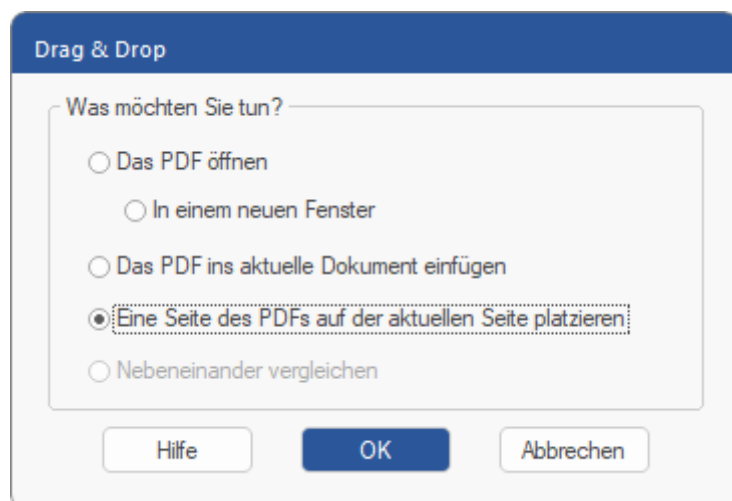 Drag & Drop
Was möchten Sie tun?
Das PDF öffnen
In einem neuen Fenster
Das PDF ins aktuelle Dokument einfügen
Eine Seite des PDFs auf der aktuellen Seite platzieren
Nebeneinander vergleichen
Hilfe OK Abbrechen